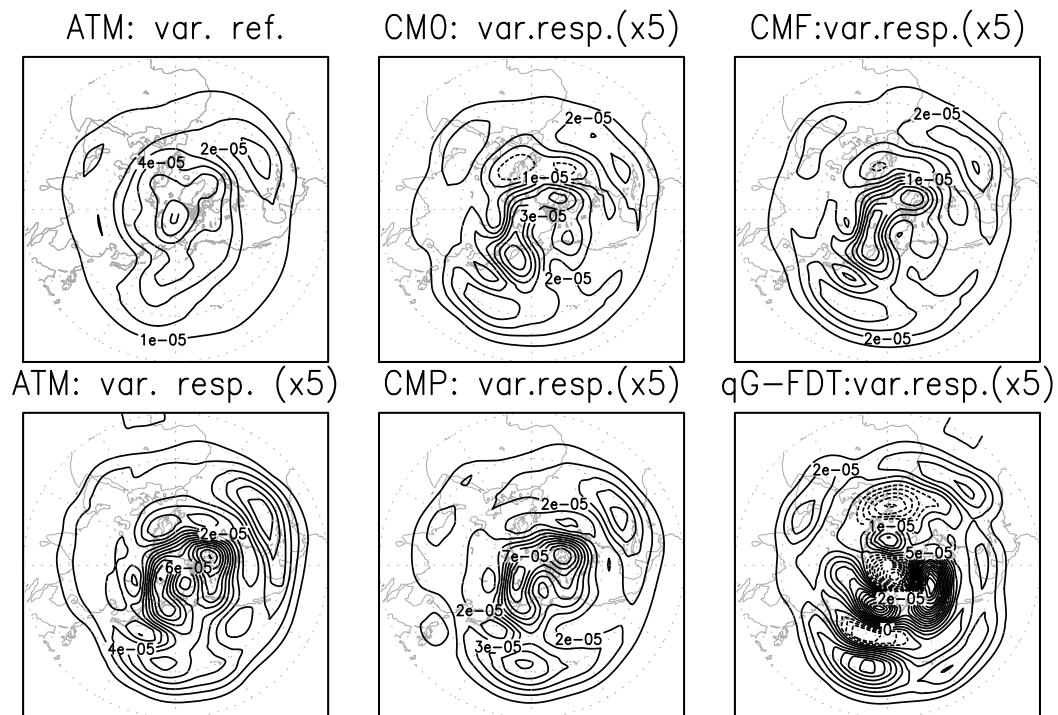 ATM: var. ref.
CM0: var.resp.(x5)
CMF:var.resp.(x5)
4e-05
2e-05
1e-05
2e-05
1e-05
3e-05
2e-05
2e-05
1e-05
2e-05
ATM: var. resp. (x5)
CMP: var.resp.(x5)
qG-FDT:var.resp.(x5)
2e-05
6e-05
4e-05
2e-05
7e-05
2e-05
3e-05
2e-05
2e-05
1e-05
5e-05
2e-05
0